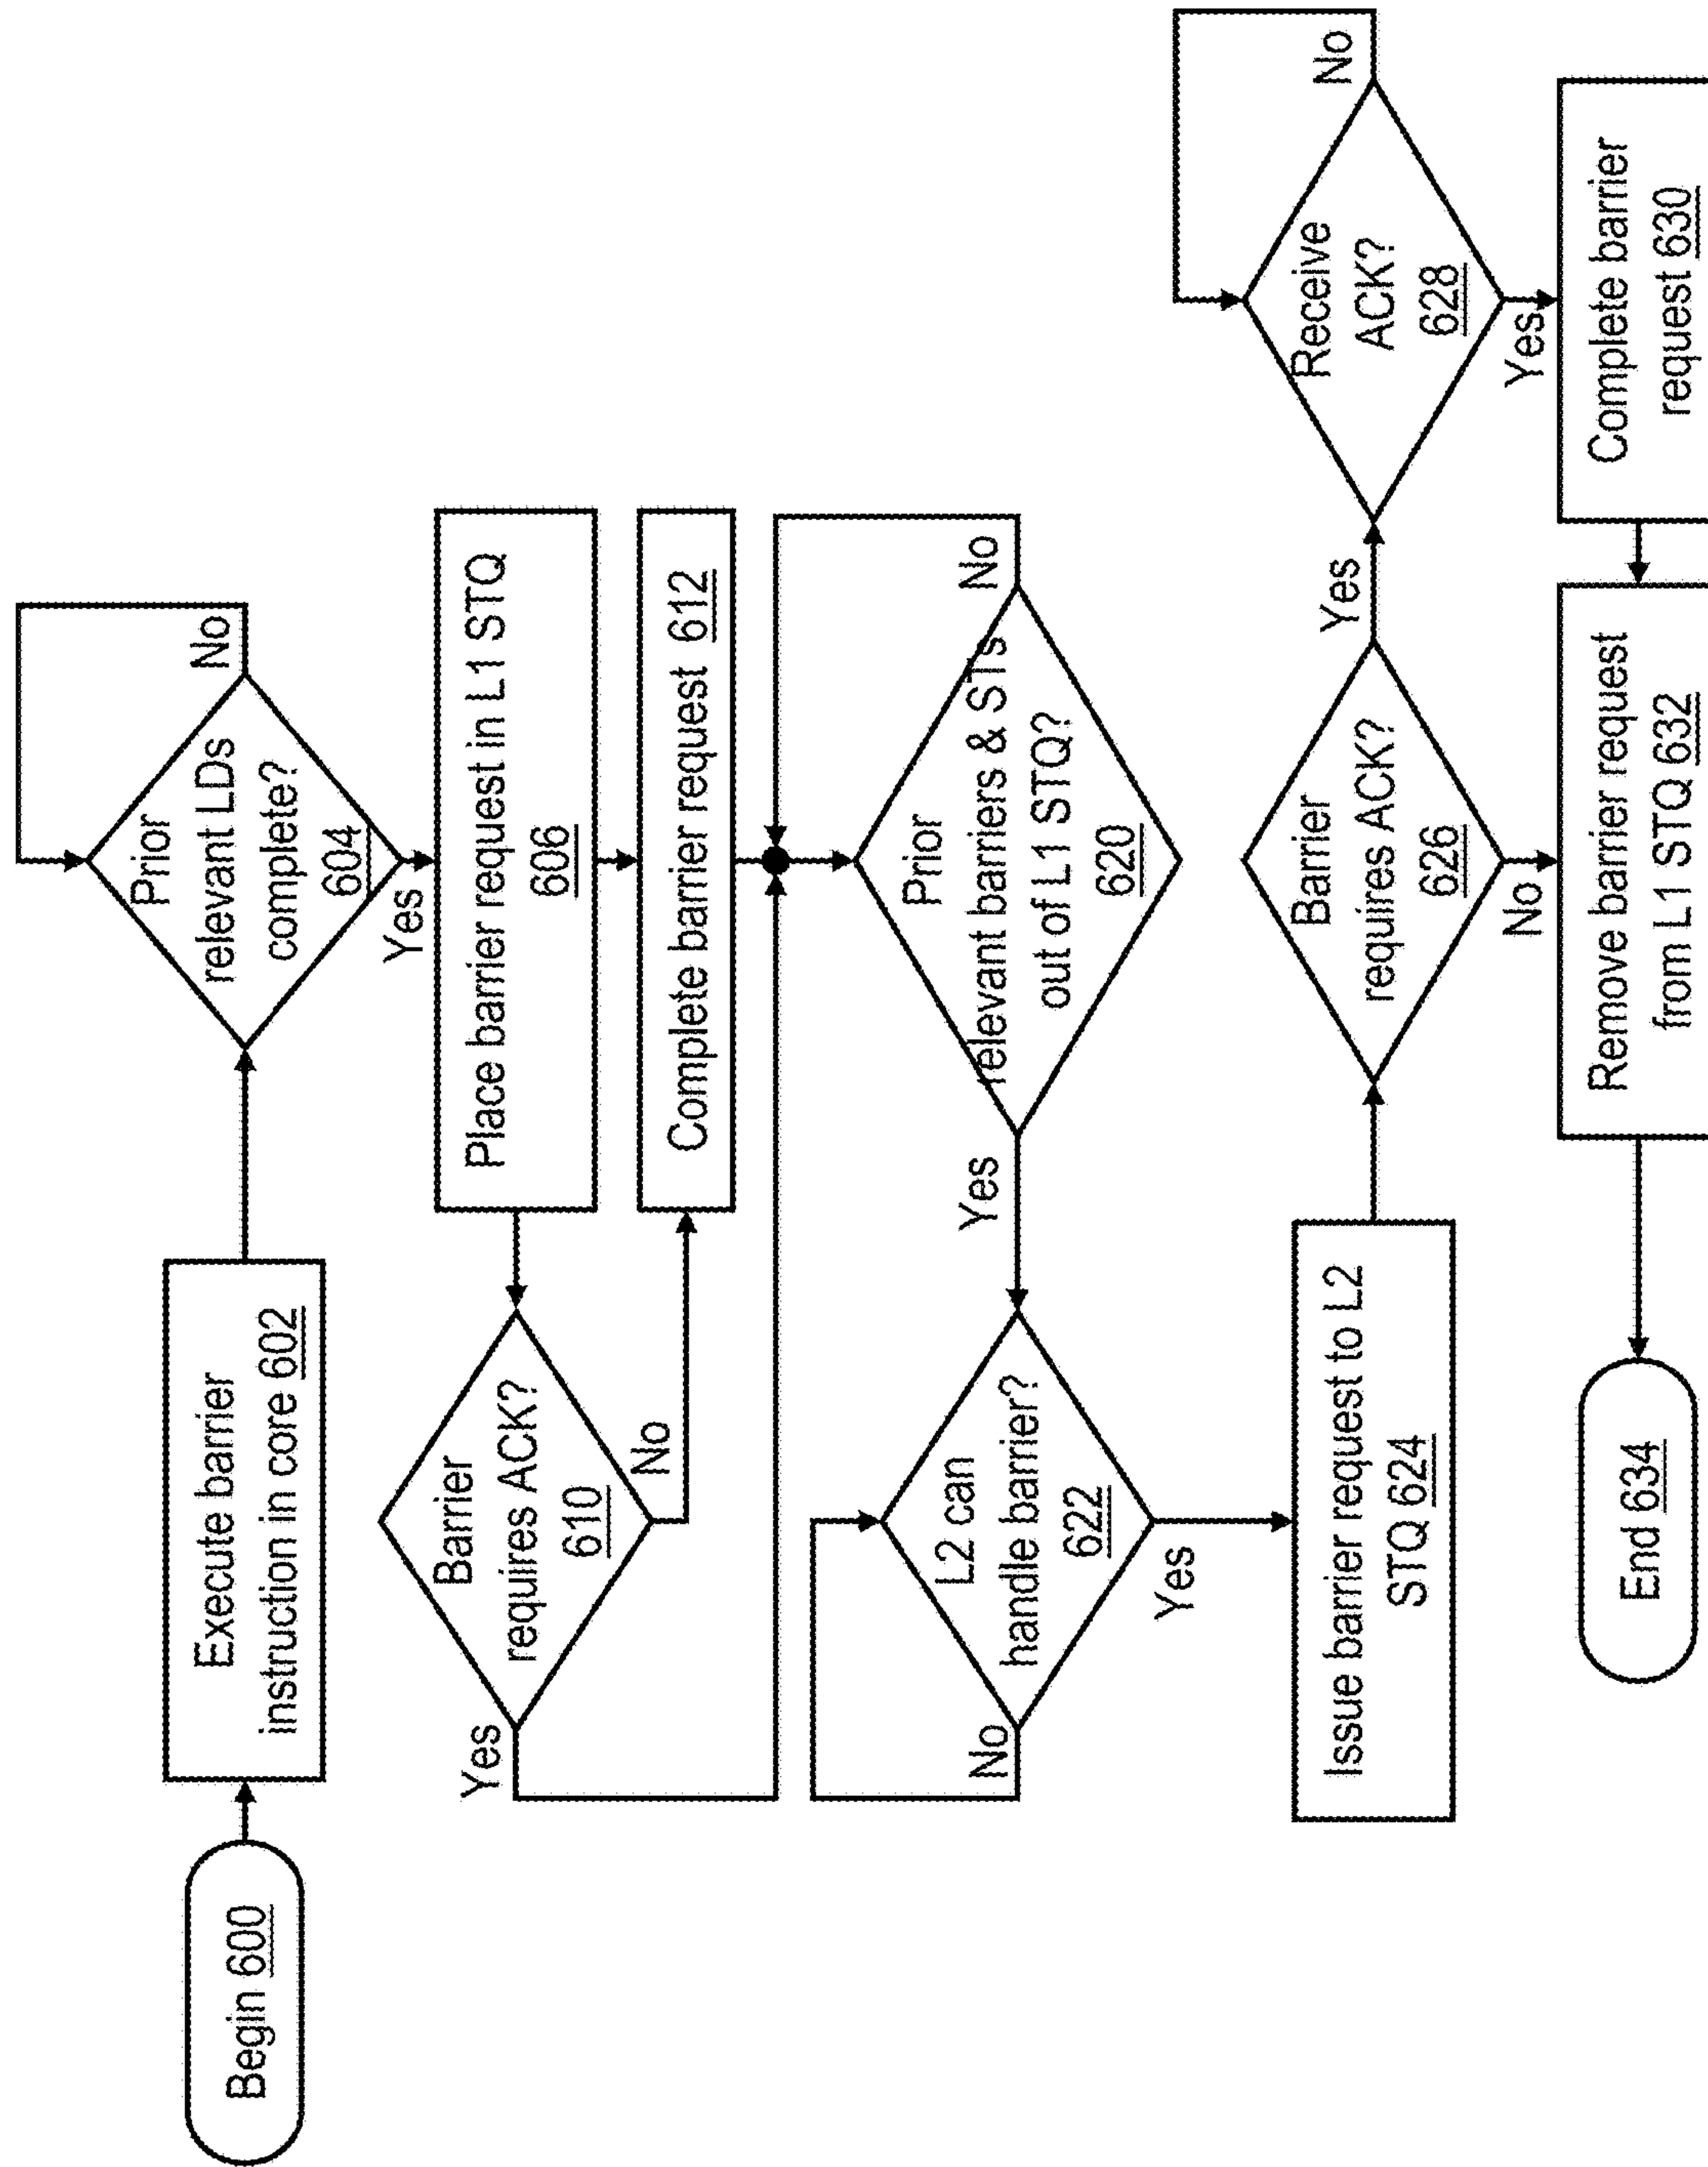 Begin 600
Execute barrier
instruction in core 602
Prior
relevant LDs
complete?
604
No
Yes
Place barrier request in L1 STQ
606
Barrier
requires ACK?
610
Yes
No
Complete barrier request 612
Prior
relevant barriers & STs
out of L1 STQ?
620
No
Yes
L2 can
handle barrier?
622
No
Yes
Issue barrier request to L2
STQ 624
Barrier
requires ACK?
626
Yes
No
Receive
ACK?
628
No
Yes
Complete barrier
request 630
Remove barrier request
from L1 STQ 632
End 634